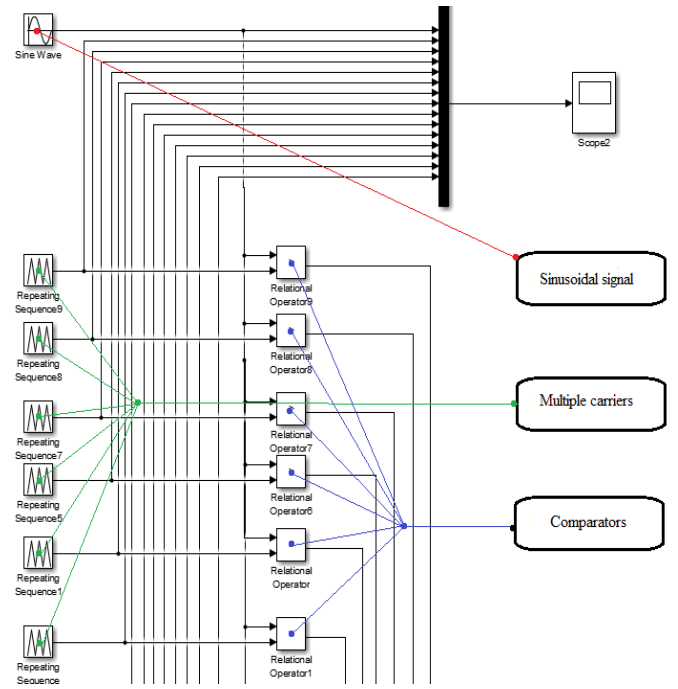 Sine Wave
Scope2
Sinusoidal signal
Repeating
Sequence9
Relational
Operator9
Repeating
Sequence8
Relational
Operator8
Multiple carriers
Repeating
Sequence7
Relational
Operator7
Repeating
Sequence5
Relational
Operator6
Comparators
Repeating
Sequence1
Relational
Operator
Repeating
Sequence
Relational
Operator1